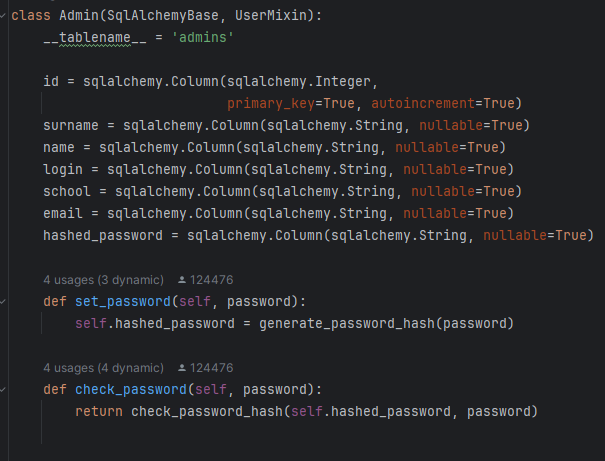 class Admin(SqlAlchemyBase, UserMixin):
    __tablename__ = 'admins'

    id = sqlalchemy.Column(sqlalchemy.Integer,
                           primary_key=True, autoincrement=True)
    surname = sqlalchemy.Column(sqlalchemy.String, nullable=True)
    name = sqlalchemy.Column(sqlalchemy.String, nullable=True)
    login = sqlalchemy.Column(sqlalchemy.String, nullable=True)
    school = sqlalchemy.Column(sqlalchemy.String, nullable=True)
    email = sqlalchemy.Column(sqlalchemy.String, nullable=True)
    hashed_password = sqlalchemy.Column(sqlalchemy.String, nullable=True)

    4 usages (3 dynamic) 124476
    def set_password(self, password):
        self.hashed_password = generate_password_hash(password)

    4 usages (4 dynamic) 124476
    def check_password(self, password):
        return check_password_hash(self.hashed_password, password)